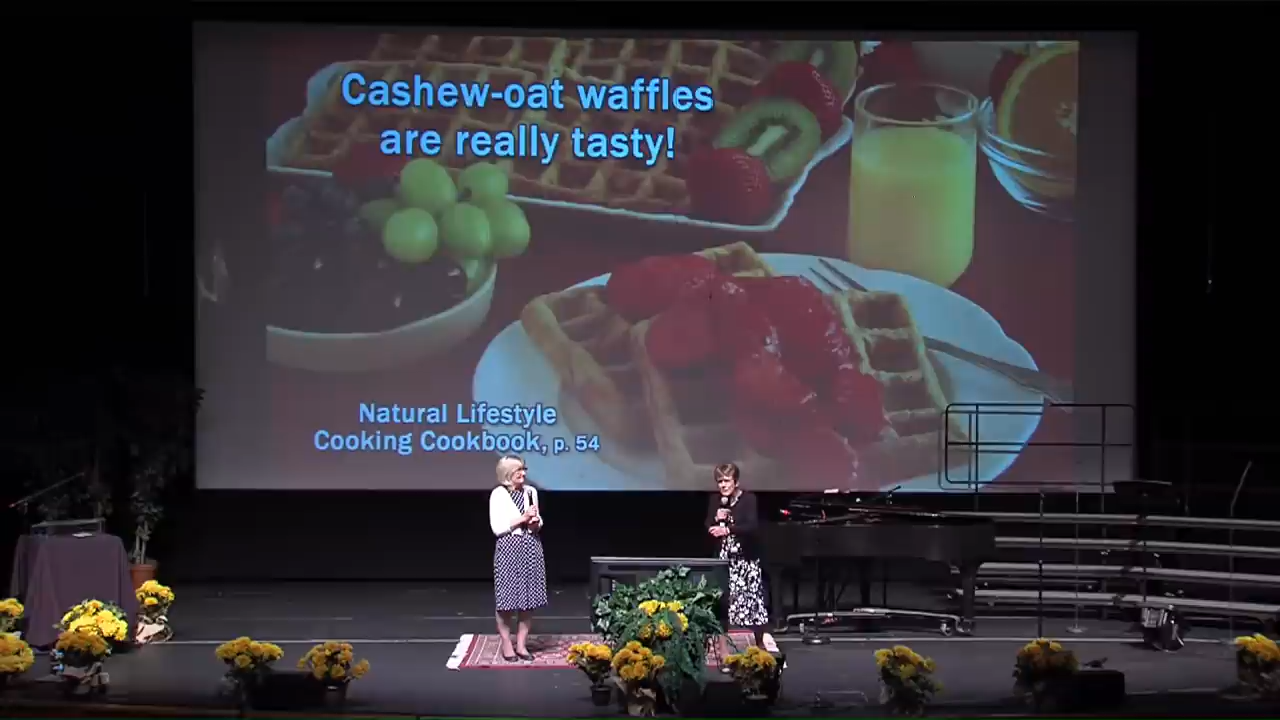 Cashew-oat waffles
are really tasty!
Natural Lifestyle
Cooking Cookbook, p. 54